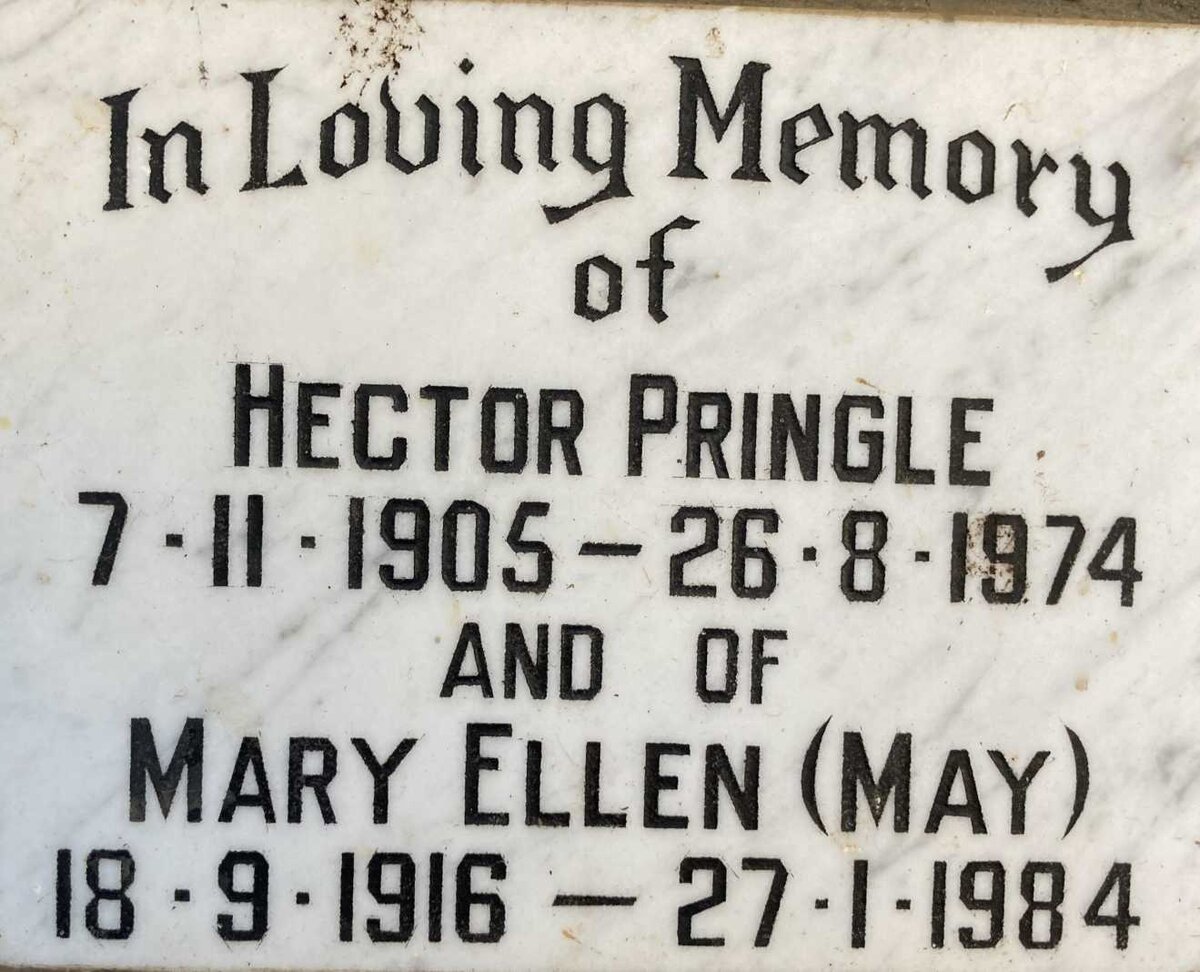 In Loving Memory
of
HECTOR PRINGLE
7·11·1905 — 26·8·1974
AND OF
MARY ELLEN (MAY)
18·9·1916 — 27·1·1984